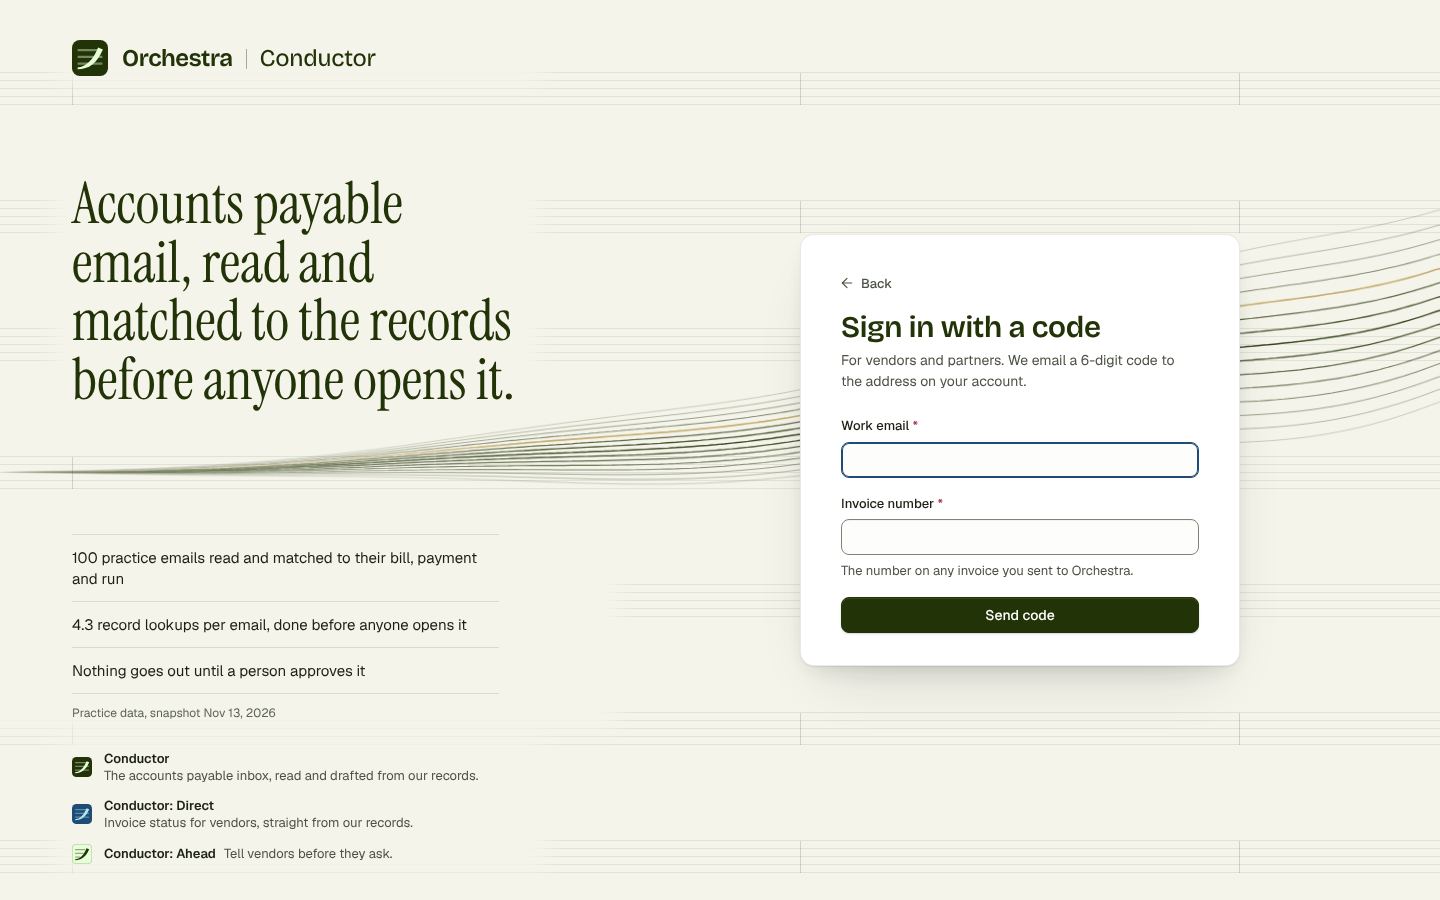 Orchestra | Conductor
Accounts payable
email, read and
matched to the records
before anyone opens it.
100 practice emails read and matched to their bill, payment
and run
4.3 record lookups per email, done before anyone opens it
Nothing goes out until a person approves it
Practice data, snapshot Nov 13, 2026
Conductor
The accounts payable inbox, read and drafted from our records.
Conductor: Direct
Invoice status for vendors, straight from our records.
Conductor: Ahead Tell vendors before they ask.
Back
Sign in with a code
For vendors and partners. We email a 6-digit code to
the address on your account.
Work email *
Invoice number *
The number on any invoice you sent to Orchestra.
Send code